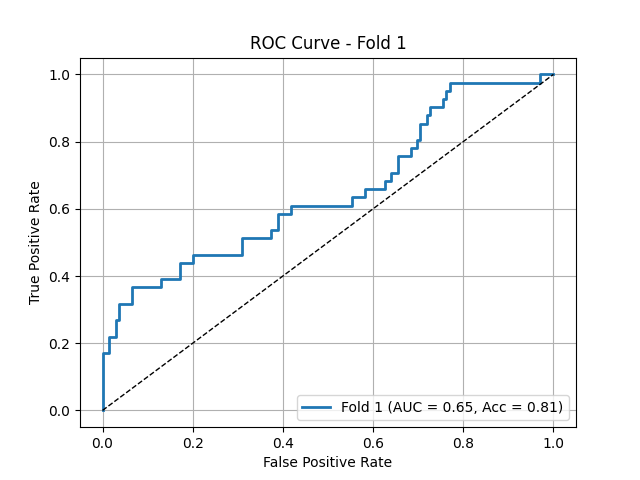 ROC Curve - Fold 1
True Positive Rate
1.0
0.8
0.6
0.4
0.2
0.0
Fold 1 (AUC = 0.65, Acc = 0.81)
0.0 0.2 0.4 0.6 0.8 1.0
False Positive Rate